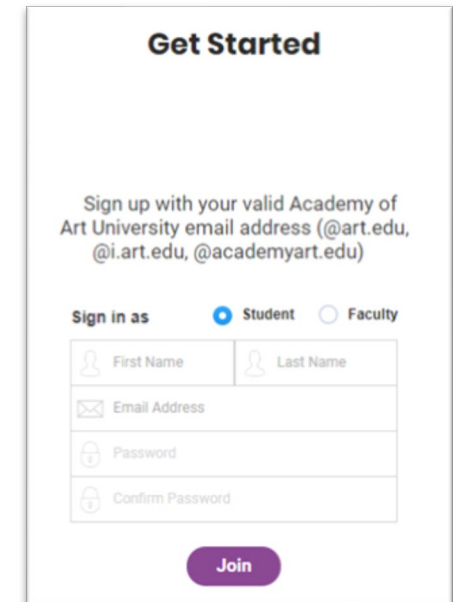 Get Started
Sign up with your valid Academy of
Art University email address (@art.edu,
@i.art.edu, @academyart.edu)
Sign in as Student Faculty
First Name Last Name
Email Address
Password
Confirm Password
Join